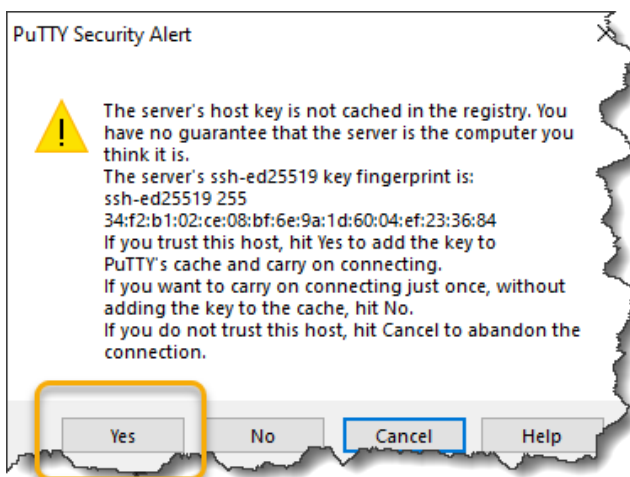 PuTTY Security Alert
The server's host key is not cached in the registry. You
have no guarantee that the server is the computer you
think it is.
The server's ssh-ed25519 key fingerprint is:
ssh-ed25519 255
34:f2:b1:02:ce:08:bf:6e:9a:1d:60:04:ef:23:36:84
If you trust this host, hit Yes to add the key to
PuTTY's cache and carry on connecting.
If you want to carry on connecting just once, without
adding the key to the cache, hit No.
If you do not trust this host, hit Cancel to abandon the
connection.
Yes No Cancel Help